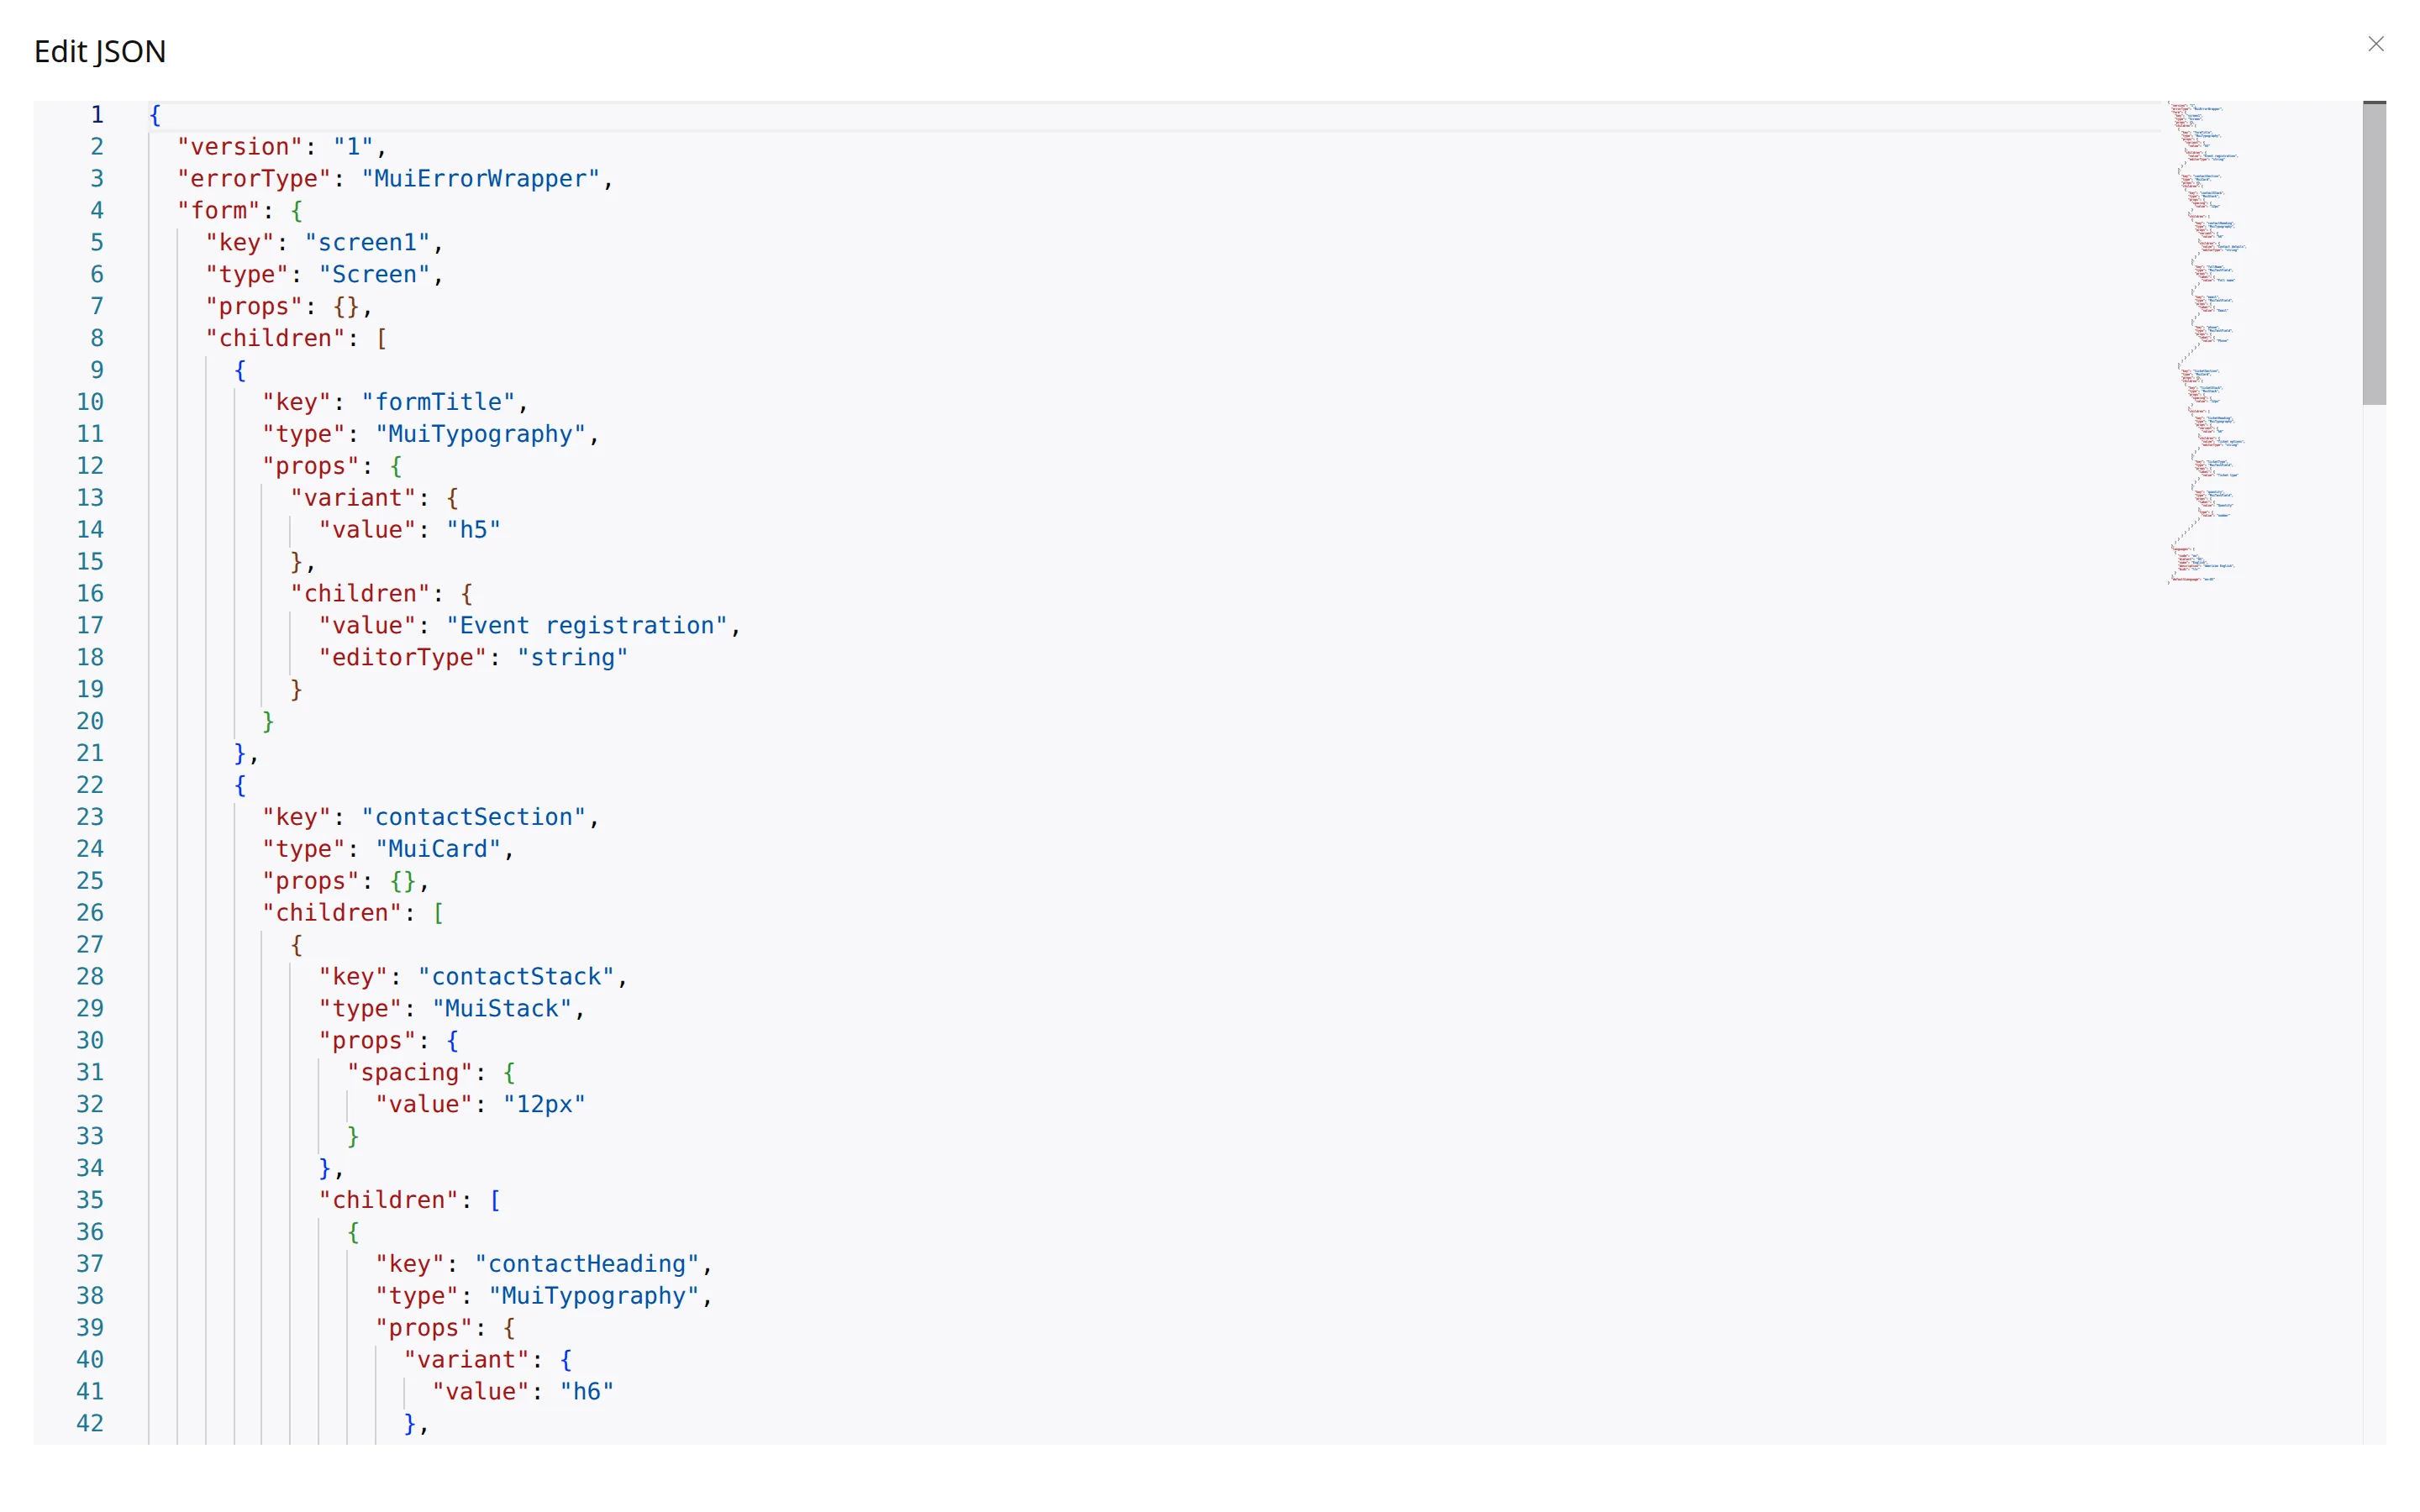 Edit JSON
1 {
2   "version": "1",
3   "errorType": "MuiErrorWrapper",
4   "form": {
5     "key": "screen1",
6     "type": "Screen",
7     "props": {},
8     "children": [
9       {
10         "key": "formTitle",
11         "type": "MuiTypography",
12         "props": {
13           "variant": {
14             "value": "h5"
15           },
16           "children": {
17             "value": "Event registration",
18             "editorType": "string"
19           }
20         }
21       },
22       {
23         "key": "contactSection",
24         "type": "MuiCard",
25         "props": {},
26         "children": [
27           {
28             "key": "contactStack",
29             "type": "MuiStack",
30             "props": {
31               "spacing": {
32                 "value": "12px"
33               }
34             },
35             "children": [
36               {
37                 "key": "contactHeading",
38                 "type": "MuiTypography",
39                 "props": {
40                   "variant": {
41                     "value": "h6"
42                   },